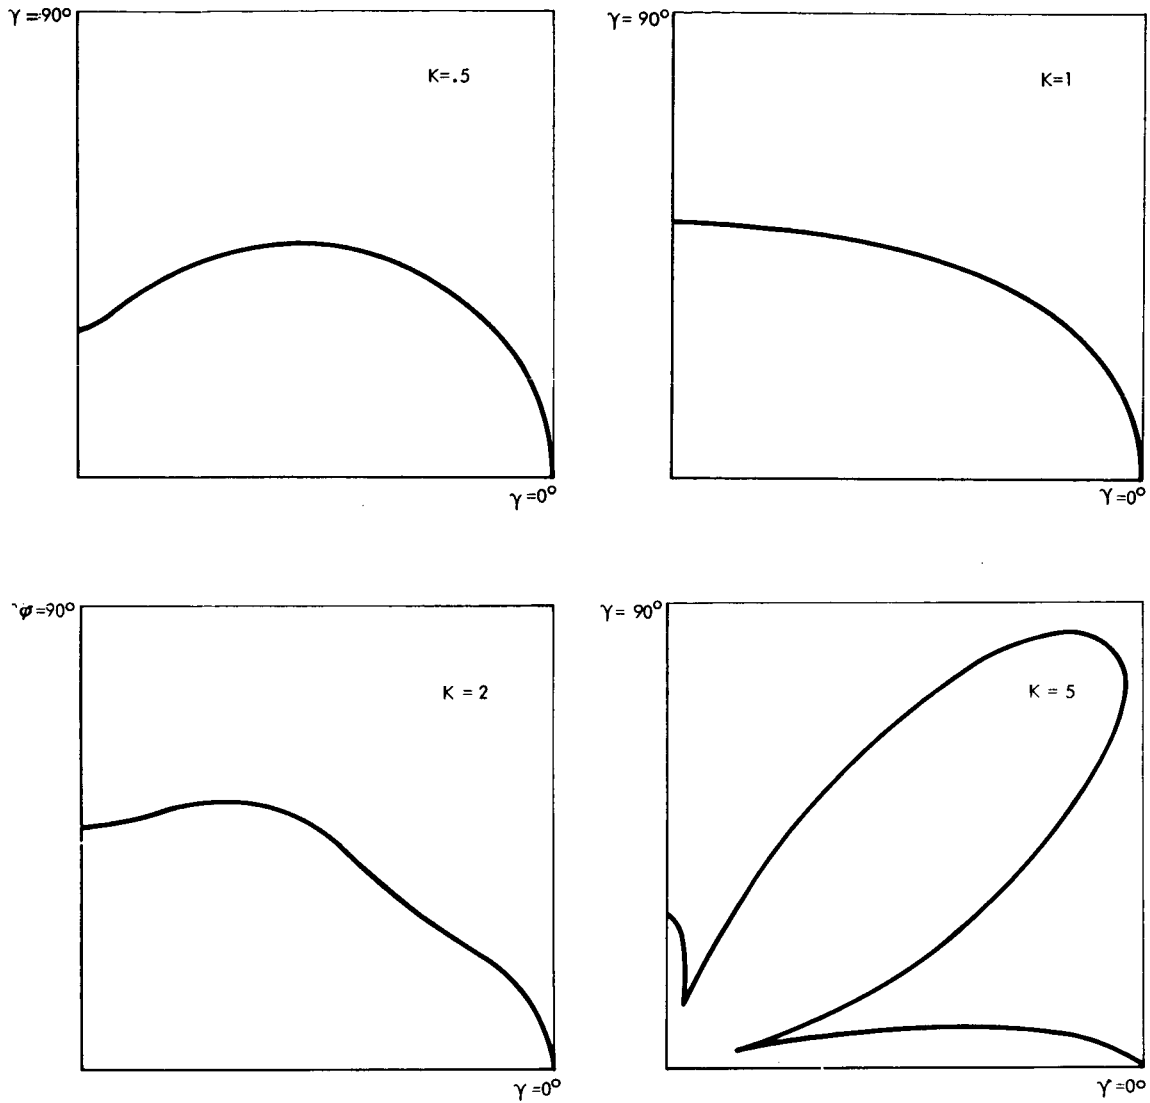 γ = 90°
K=.5
γ =0°
γ = 90°
K=1
γ =0°
φ =90°
K = 2
γ =0°
γ = 90°
K = 5
γ =0°